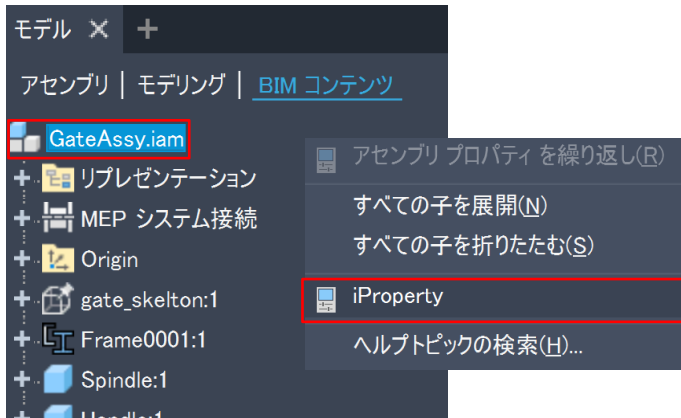 モデル × +
アセンブリ | モデリング | BIM コンテンツ
GateAssy.iam
リプレゼンテーション
MEP システム接続
Origin
gate_skelton:1
Frame0001:1
Spindle:1
Handle:1
アセンブリ プロパティ を繰り返し(R)
すべての子を展開(N)
すべての子を折りたたむ(S)
iProperty
ヘルプトピックの検索(H)...